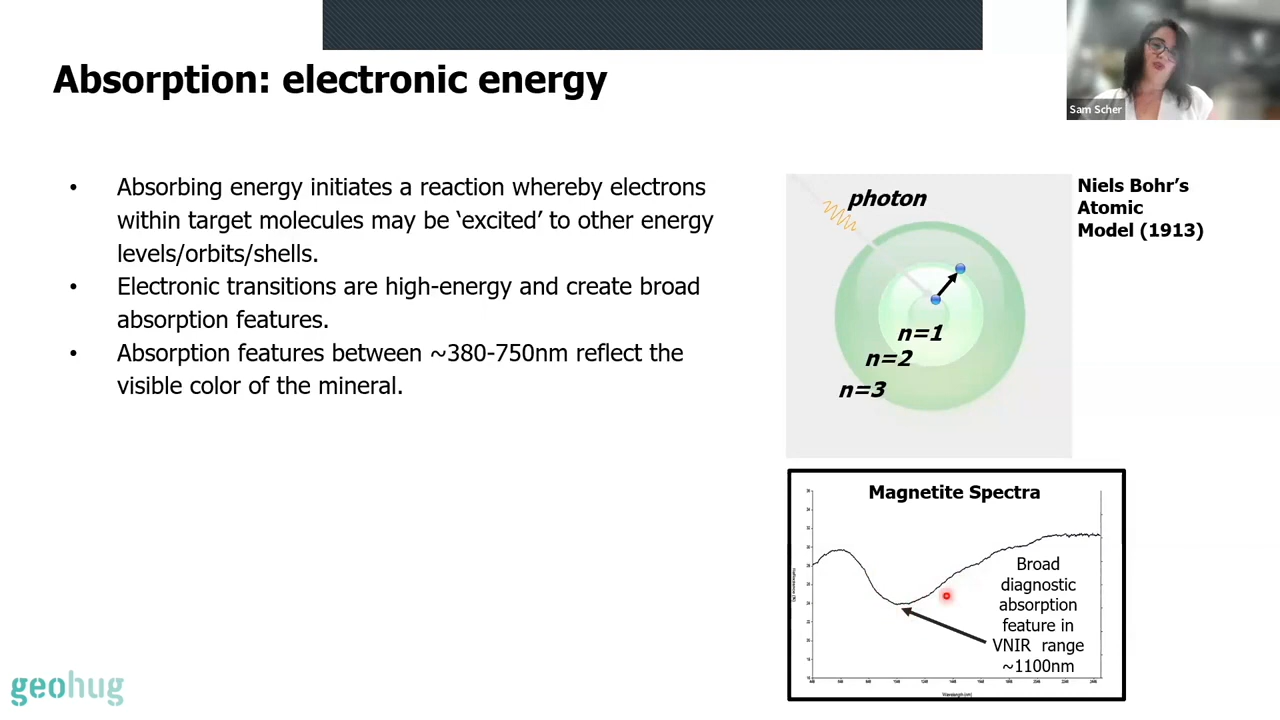 Absorption: electronic energy
Sam Scher
• Absorbing energy initiates a reaction whereby electrons
within target molecules may be ‘excited’ to other energy
levels/orbits/shells.
• Electronic transitions are high-energy and create broad
absorption features.
• Absorption features between ~380-750nm reflect the
visible color of the mineral.
photon
n=1
n=2
n=3
Niels Bohr’s
Atomic
Model (1913)
Magnetite Spectra
Broad
diagnostic
absorption
feature in
VNIR range
~1100nm
Wavelength (nm)
geohug